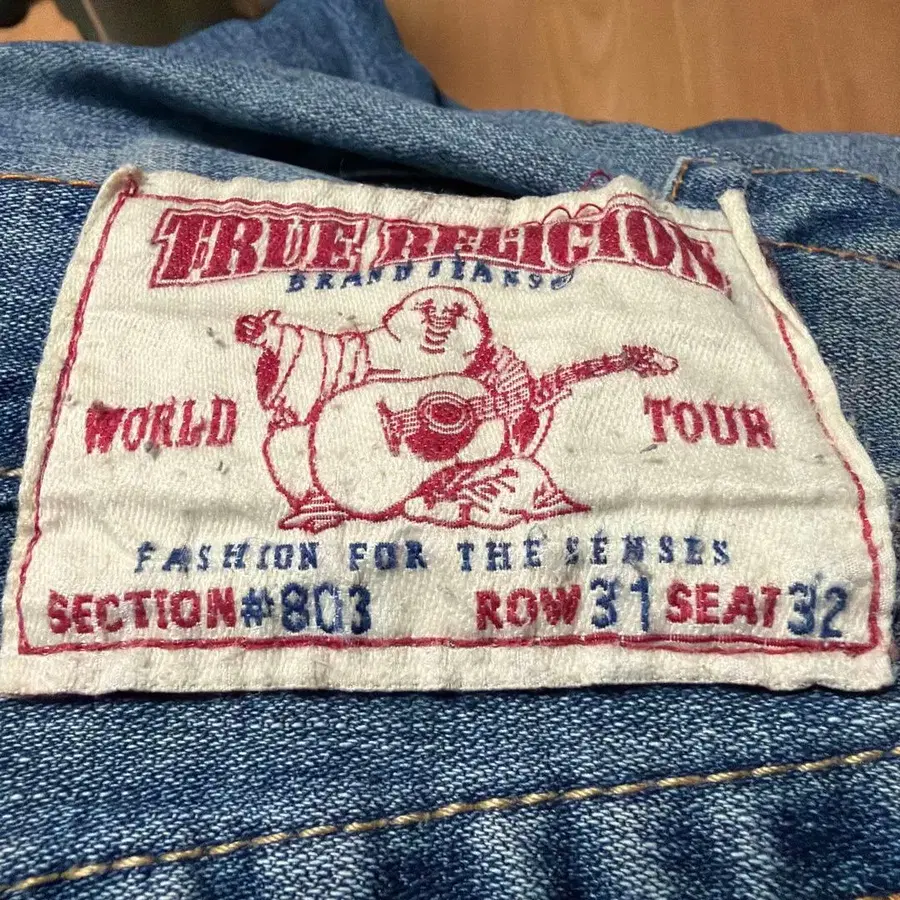 TRUE RELIGION
BRAND JEANS
WORLD TOUR
FASHION FOR THE SENSES
SECTION#803 ROW31 SEAT32